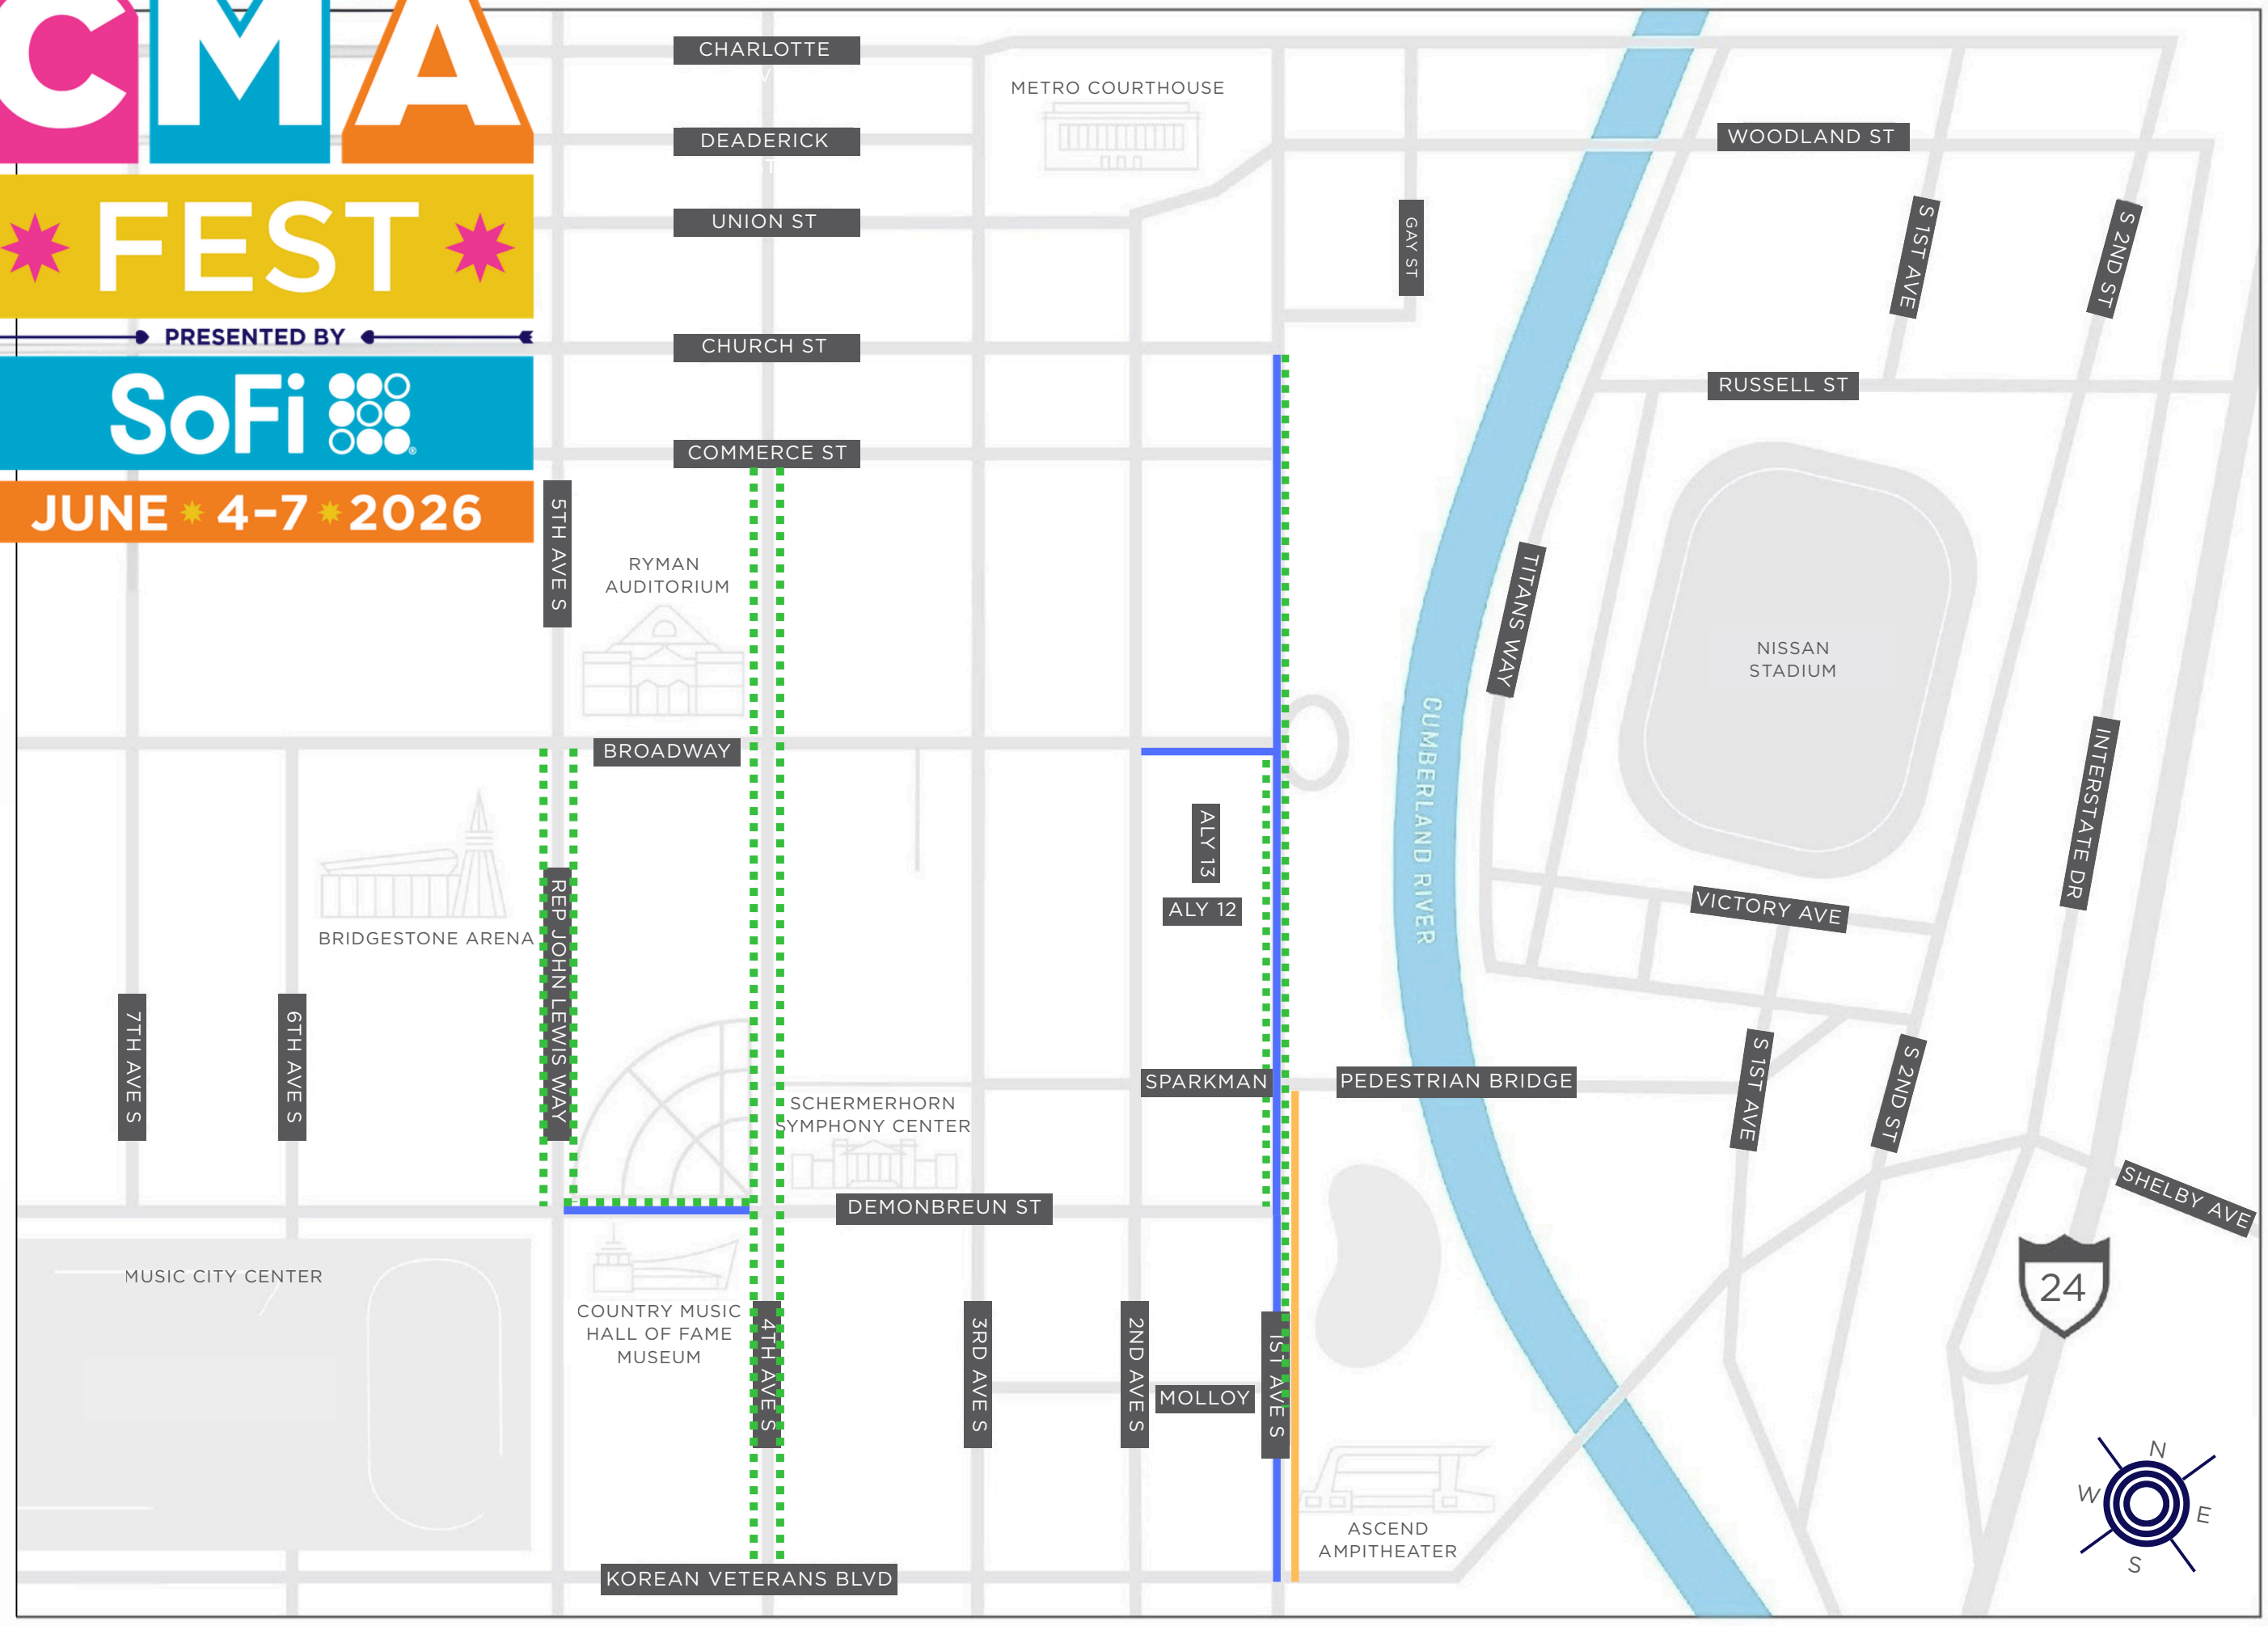 CMA
FEST
PRESENTED BY
SoFi
JUNE 4-7 2026
CHARLOTTE
METRO COURTHOUSE
DEADERICK
WOODLAND ST
UNION ST
GAY ST
S 1ST AVE
S 2ND ST
CHURCH ST
RUSSELL ST
COMMERCE ST
5TH AVE S
RYMAN
AUDITORIUM
TITANS WAY
NISSAN
STADIUM
BROADWAY
CUMBERLAND RIVER
INTERSTATE DR
ALY 13
ALY 12
VICTORY AVE
BRIDGESTONE ARENA
REP JOHN LEWIS WAY
7TH AVE S
6TH AVE S
SPARKMAN
PEDESTRIAN BRIDGE
S 1ST AVE
S 2ND ST
SCHERMERHORN
SYMPHONY CENTER
SHELBY AVE
DEMONBREUN ST
MUSIC CITY CENTER
24
COUNTRY MUSIC
HALL OF FAME
MUSEUM
4TH AVE S
3RD AVE S
2ND AVE S
MOLLOY
1ST AVE S
ASCEND
AMPITHEATER
KOREAN VETERANS BLVD
N
W
E
S